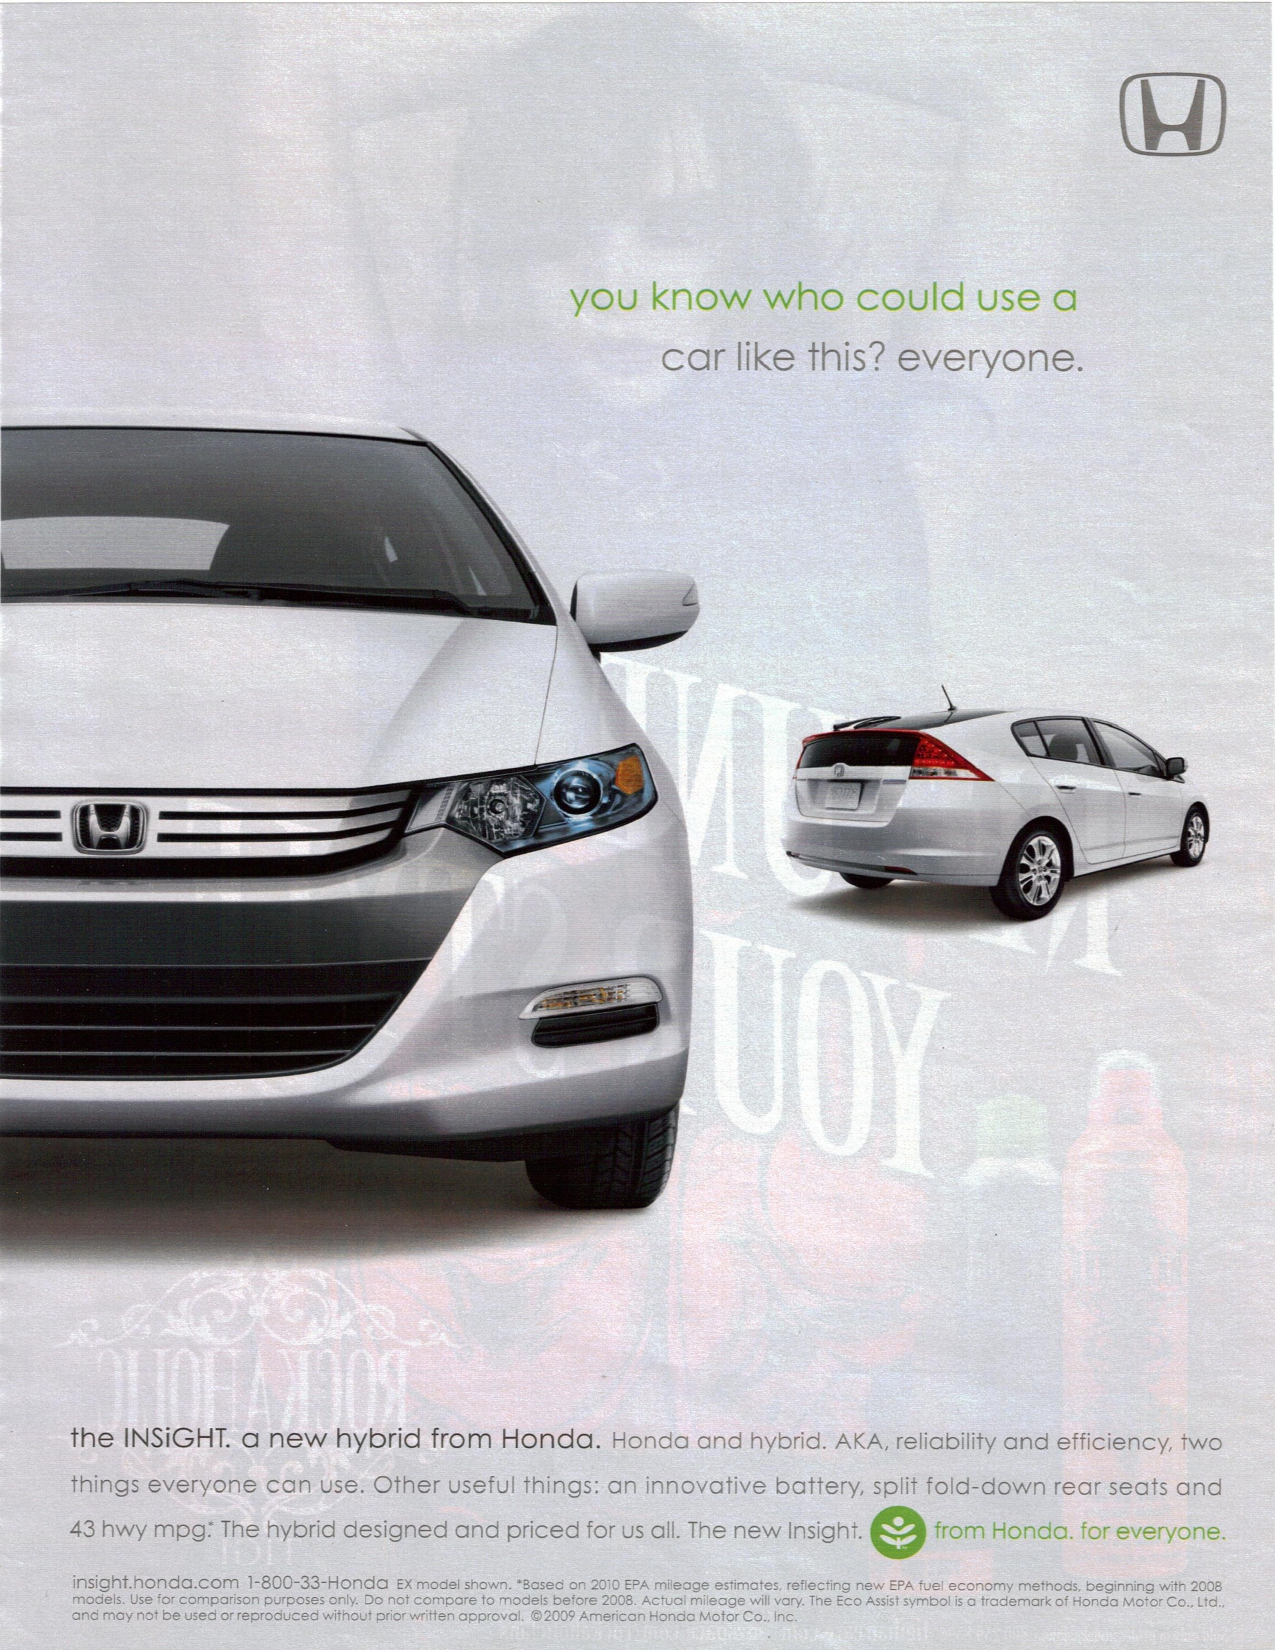 you know who could use a
car like this? everyone.
the INSiGHT. a new hybrid from Honda. Honda and hybrid. AKA, reliability and efficiency, two
things everyone can use. Other useful things: an innovative battery, split fold-down rear seats and
43 hwy mpg.* The hybrid designed and priced for us all. The new Insight. from Honda. for everyone.
insight.honda.com 1-800-33-Honda EX model shown. *Based on 2010 EPA mileage estimates, reflecting new EPA fuel economy methods, beginning with 2008
models. Use for comparison purposes only. Do not compare to models before 2008. Actual mileage will vary. The Eco Assist symbol is a trademark of Honda Motor Co., Ltd.,
and may not be used or reproduced without prior written approval. ©2009 American Honda Motor Co., Inc.